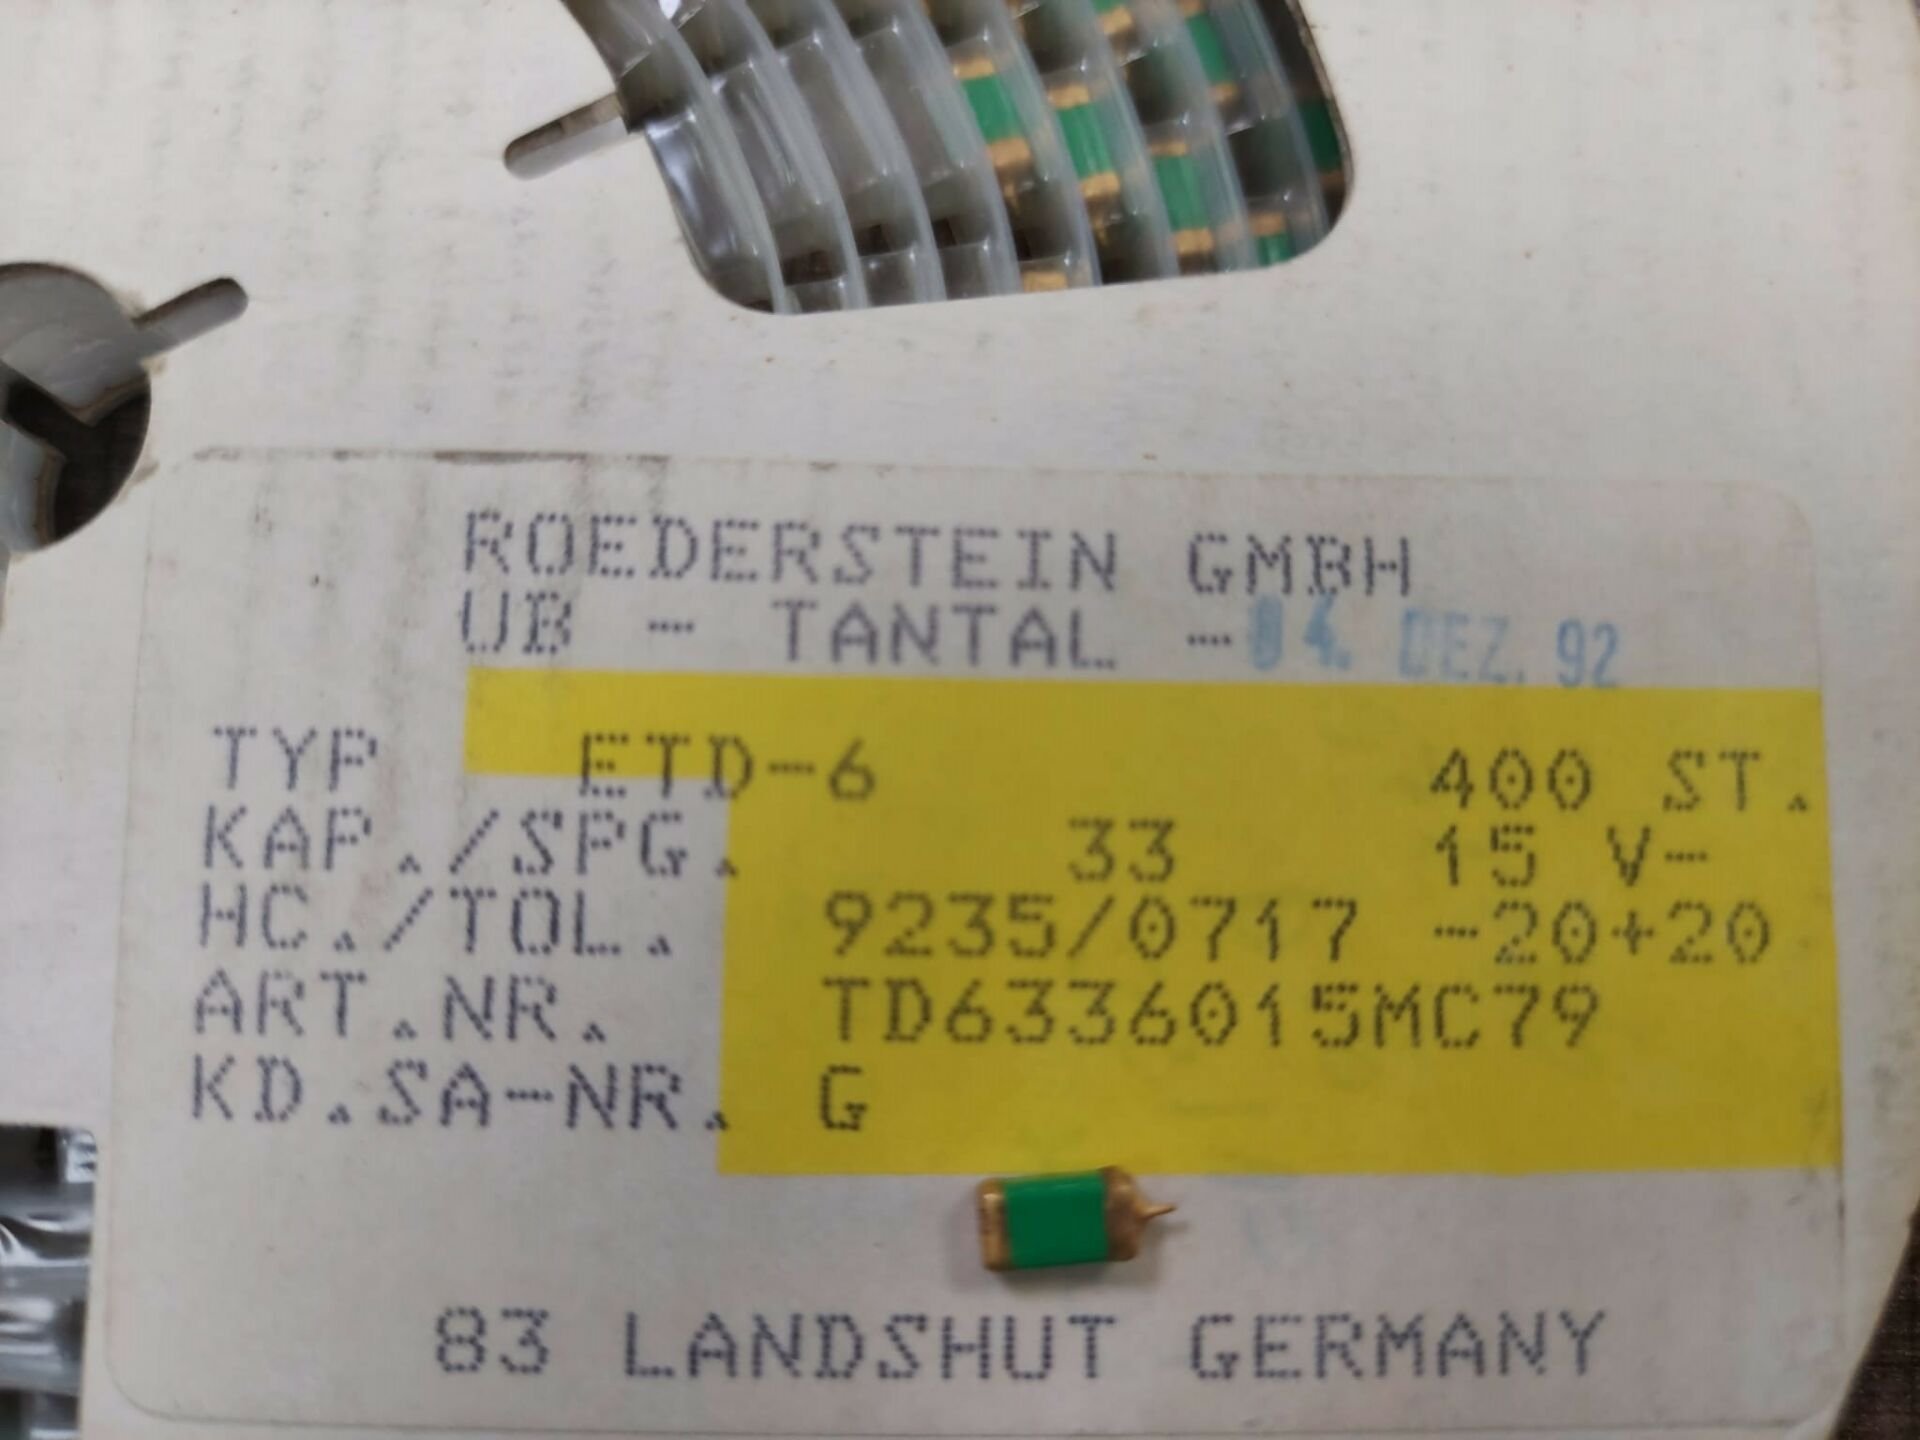 ROEDERSTEIN GMBH
UB - TANTAL - 04. DEZ. 92
TYP ETD-6 400 ST.
KAP./SPG. 33 15 V-
HC./TOL. 9235/0717 -20+20
ART.NR. TD6336015MC79
KD.SA-NR. G
83 LANDSHUT GERMANY